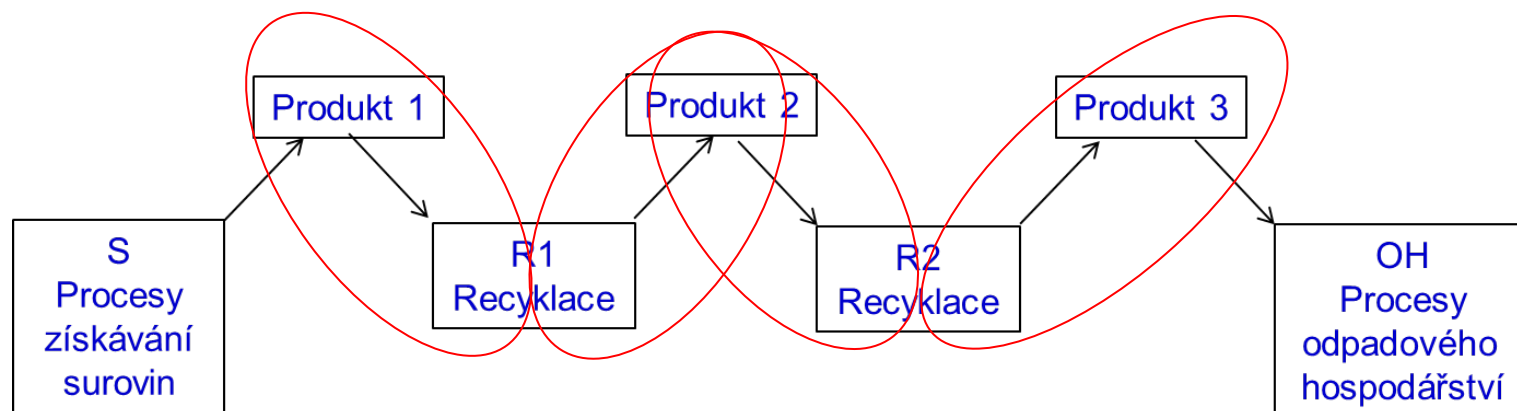 Produkt 1
Produkt 2
Produkt 3
S
Procesy
získávání
surovin
R1
Recyklace
R2
Recyklace
OH
Procesy
odpadového
hospodářství